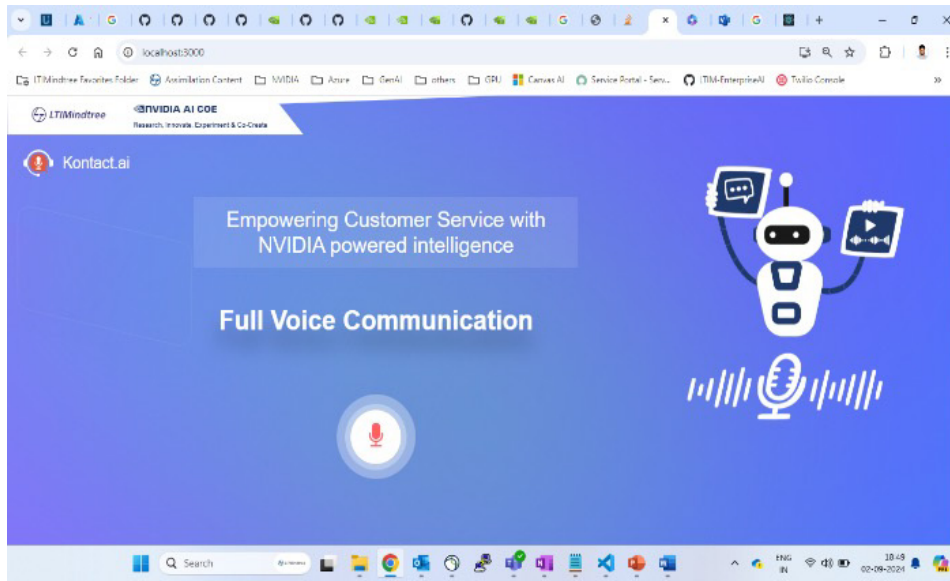 localhost:3000
LTIMindtree Favorites Folder
Assimilation Content
NVIDIA
Azure
GenAI
others
GPU
Canvas AI
Service Portal - Serv...
LTIM-EnterpriseAI
Twilio Console
LTIMindtree
NVIDIA AI COE
Research, Innovate, Experiment & Co-Create
Kontact.ai
Empowering Customer Service with
NVIDIA powered intelligence
Full Voice Communication
Search
ENG
IN
18:49
02-09-2024